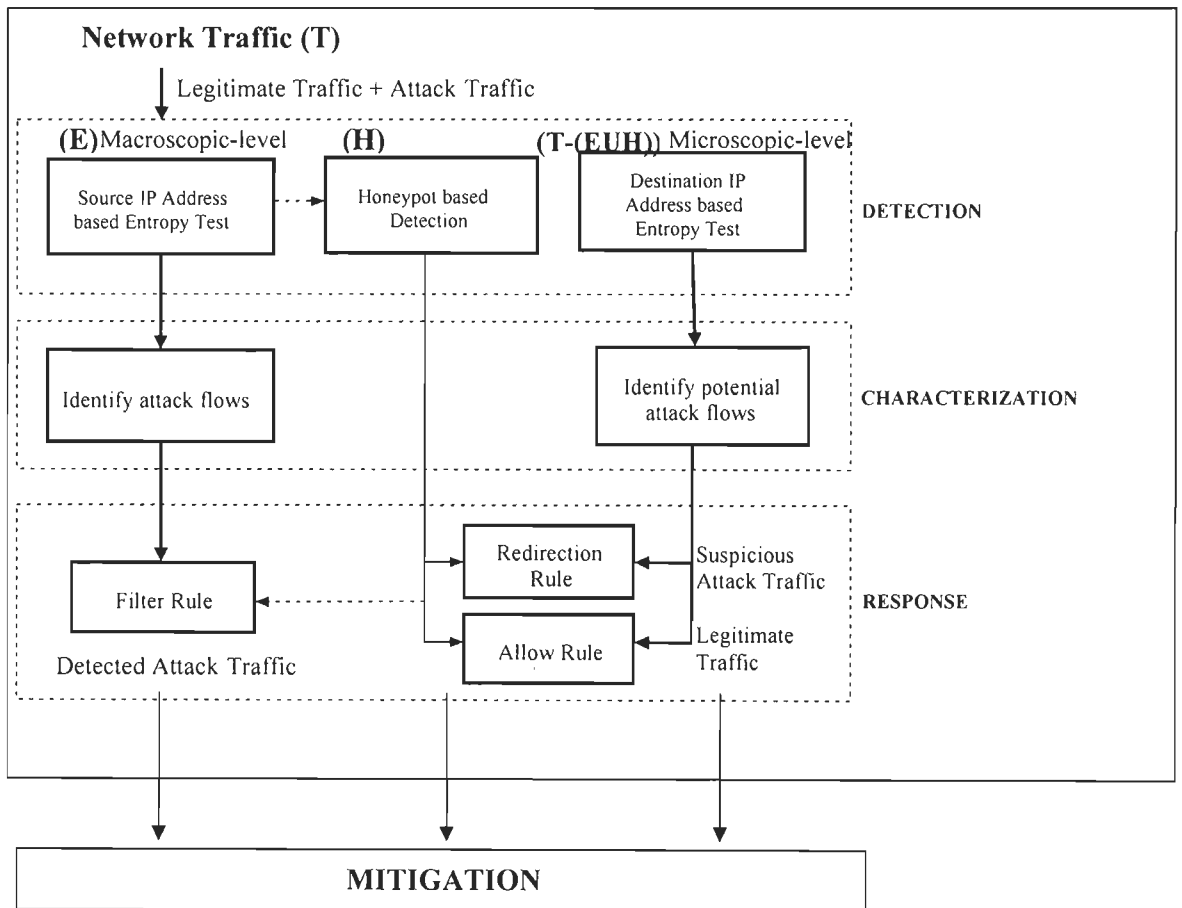 Network Traffic (T)
Legitimate Traffic + Attack Traffic
(E) Macroscopic-level
(H)
(T-(EUH)) Microscopic-level
Source IP Address
based Entropy Test
Honeypot based
Detection
Destination IP
Address based
Entropy Test
DETECTION
Identify attack flows
Identify potential
attack flows
CHARACTERIZATION
Redirection
Rule
Suspicious
Attack Traffic
Filter Rule
RESPONSE
Allow Rule
Legitimate
Traffic
Detected Attack Traffic
MITIGATION